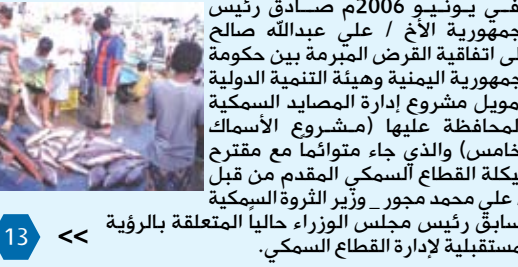 في يونيو 2006م صادق رئيس
جمهورية الأخ / علي عبدالله صالح
لى اتفاقية القرض المبرمة بين حكومة
جمهورية اليمنية وهيئة التنمية الدولية
مويل مشروع إدارة المصايد السمكية
المحافظة عليها (مشروع الأسماك
خامس) والذي جاء متوائما مع مقترح
يكلة القطاع السمكي المقدم من قبل
علي محمد مجور _ وزير الثروة السمكية
سابق رئيس مجلس الوزراء حالياً المتعلقة بالرؤية
مستقبلية لإدارة القطاع السمكي.
>> 13